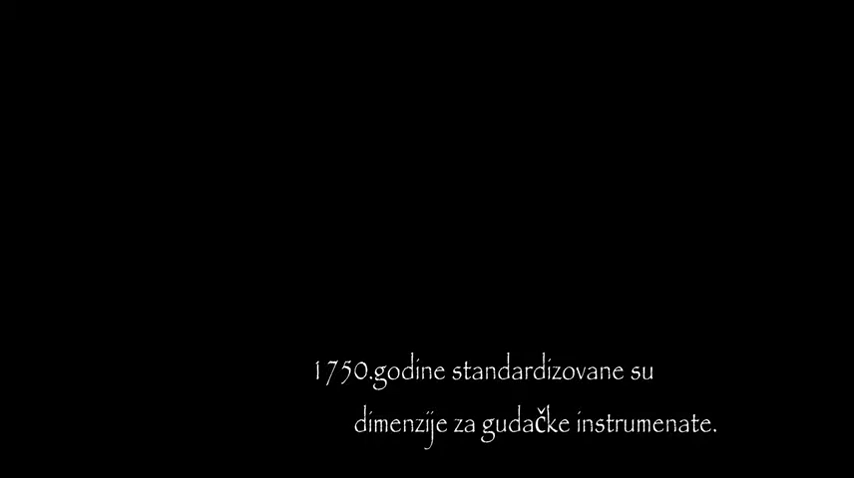 1750.godine standardizovane su
dimenzije za gudačke instrumenate.